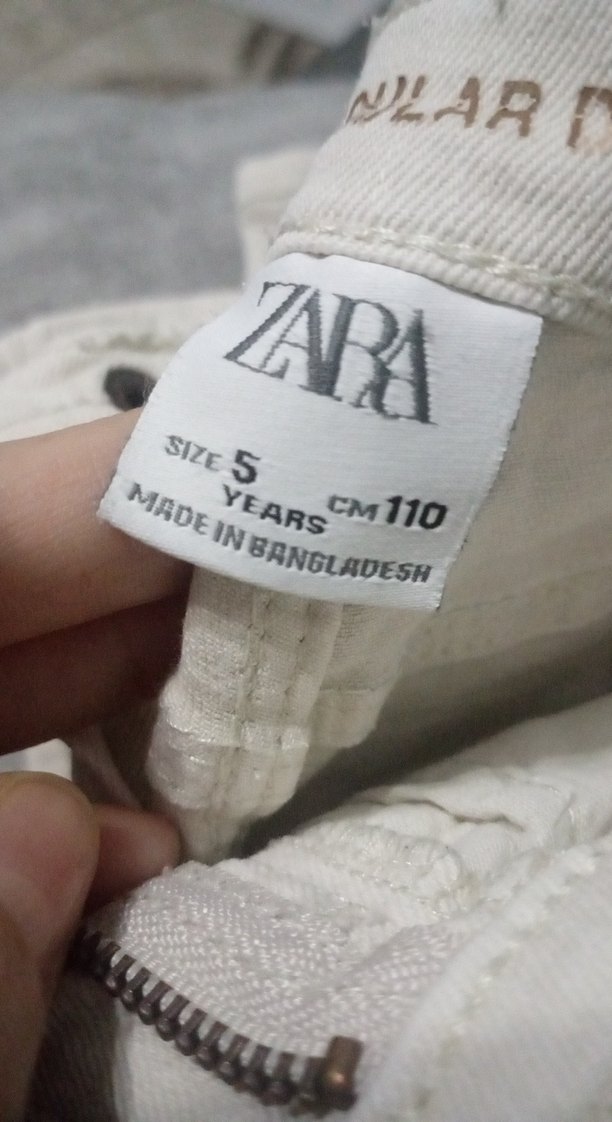 ZARA
SIZE 5
YEARS CM 110
MADE IN BANGLADESH